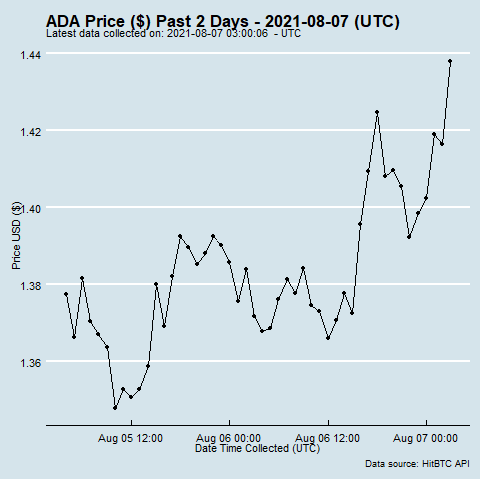 ADA Price ($) Past 2 Days - 2021-08-07 (UTC)
Latest data collected on: 2021-08-07 03:00:06 - UTC
1.44
1.42
1.40
1.38
1.36
Price USD ($)
Aug 05 12:00 Aug 06 00:00 Aug 06 12:00 Aug 07 00:00
Date Time Collected (UTC)
Data source: HitBTC API